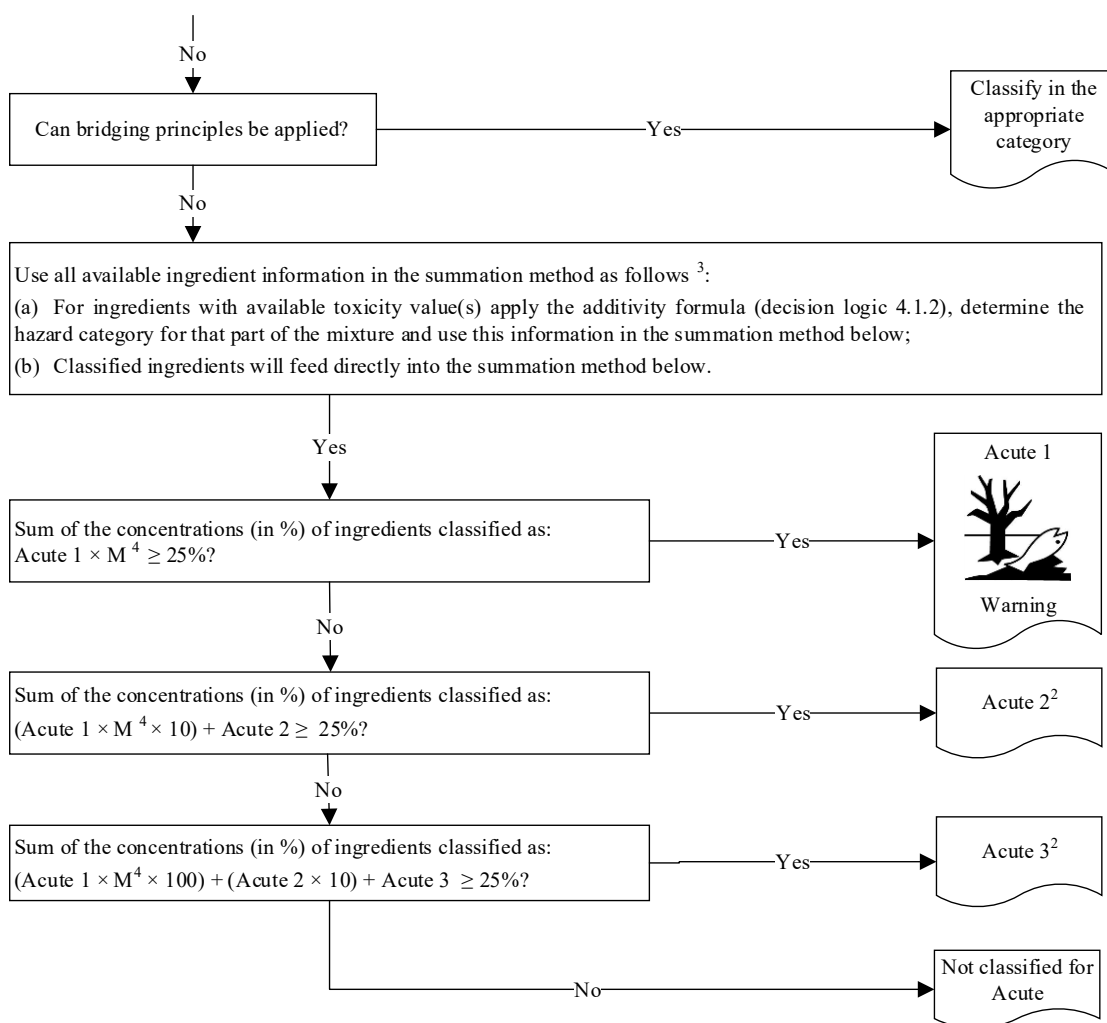 No
Can bridging principles be applied?
Yes
Classify in the
appropriate
category
No
Use all available ingredient information in the summation method as follows ³:
(a) For ingredients with available toxicity value(s) apply the additivity formula (decision logic 4.1.2), determine the
hazard category for that part of the mixture and use this information in the summation method below;
(b) Classified ingredients will feed directly into the summation method below.
Yes
Sum of the concentrations (in %) of ingredients classified as:
Acute 1 × M ⁴ ≥ 25%?
Yes
Acute 1
Warning
No
Sum of the concentrations (in %) of ingredients classified as:
(Acute 1 × M ⁴ × 10) + Acute 2 ≥ 25%?
Yes
Acute 2²
No
Sum of the concentrations (in %) of ingredients classified as:
(Acute 1 × M⁴ × 100) + (Acute 2 × 10) + Acute 3 ≥ 25%?
Yes
Acute 3²
No
Not classified for
Acute